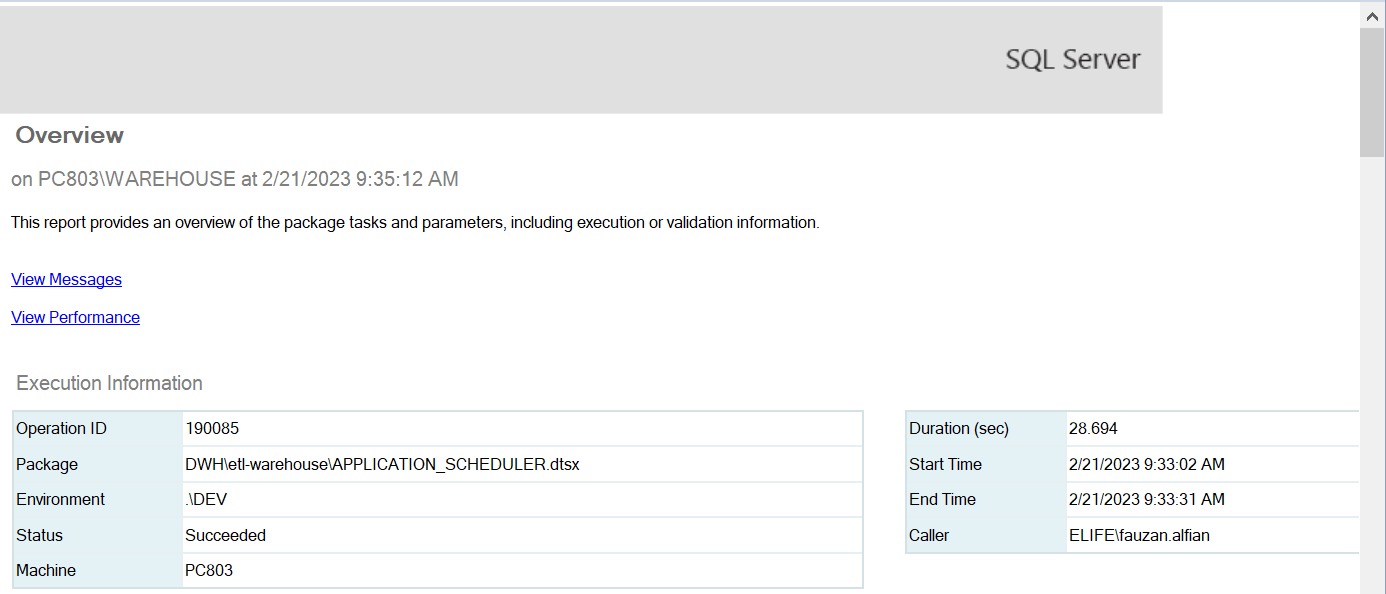 SQL Server
Overview
on PC803\WAREHOUSE at 2/21/2023 9:35:12 AM
This report provides an overview of the package tasks and parameters, including execution or validation information.
View Messages
View Performance
Execution Information
Operation ID 190085
Package DWH\etl-warehouse\APPLICATION_SCHEDULER.dtsx
Environment .\DEV
Status Succeeded
Machine PC803
Duration (sec) 28.694
Start Time 2/21/2023 9:33:02 AM
End Time 2/21/2023 9:33:31 AM
Caller ELIFE\fauzan.alfian